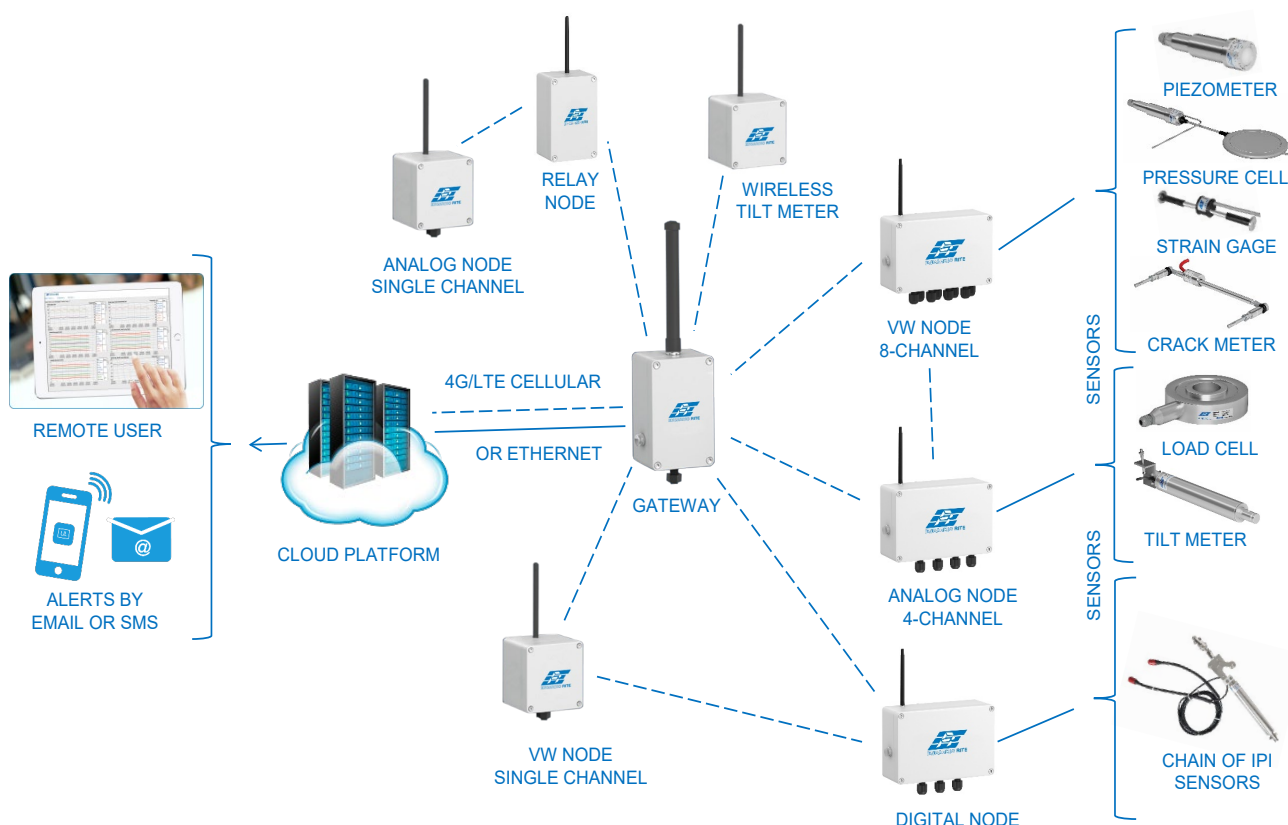 PIEZOMETER
PRESSURE CELL
STRAIN GAGE
CRACK METER
SENSORS
LOAD CELL
TILT METER
SENSORS
CHAIN OF IPI
SENSORS
RELAY
NODE
WIRELESS
TILT METER
ANALOG NODE
SINGLE CHANNEL
VW NODE
8-CHANNEL
4G/LTE CELLULAR
OR ETHERNET
GATEWAY
REMOTE USER
CLOUD PLATFORM
@
ALERTS BY
EMAIL OR SMS
ANALOG NODE
4-CHANNEL
VW NODE
SINGLE CHANNEL
DIGITAL NODE